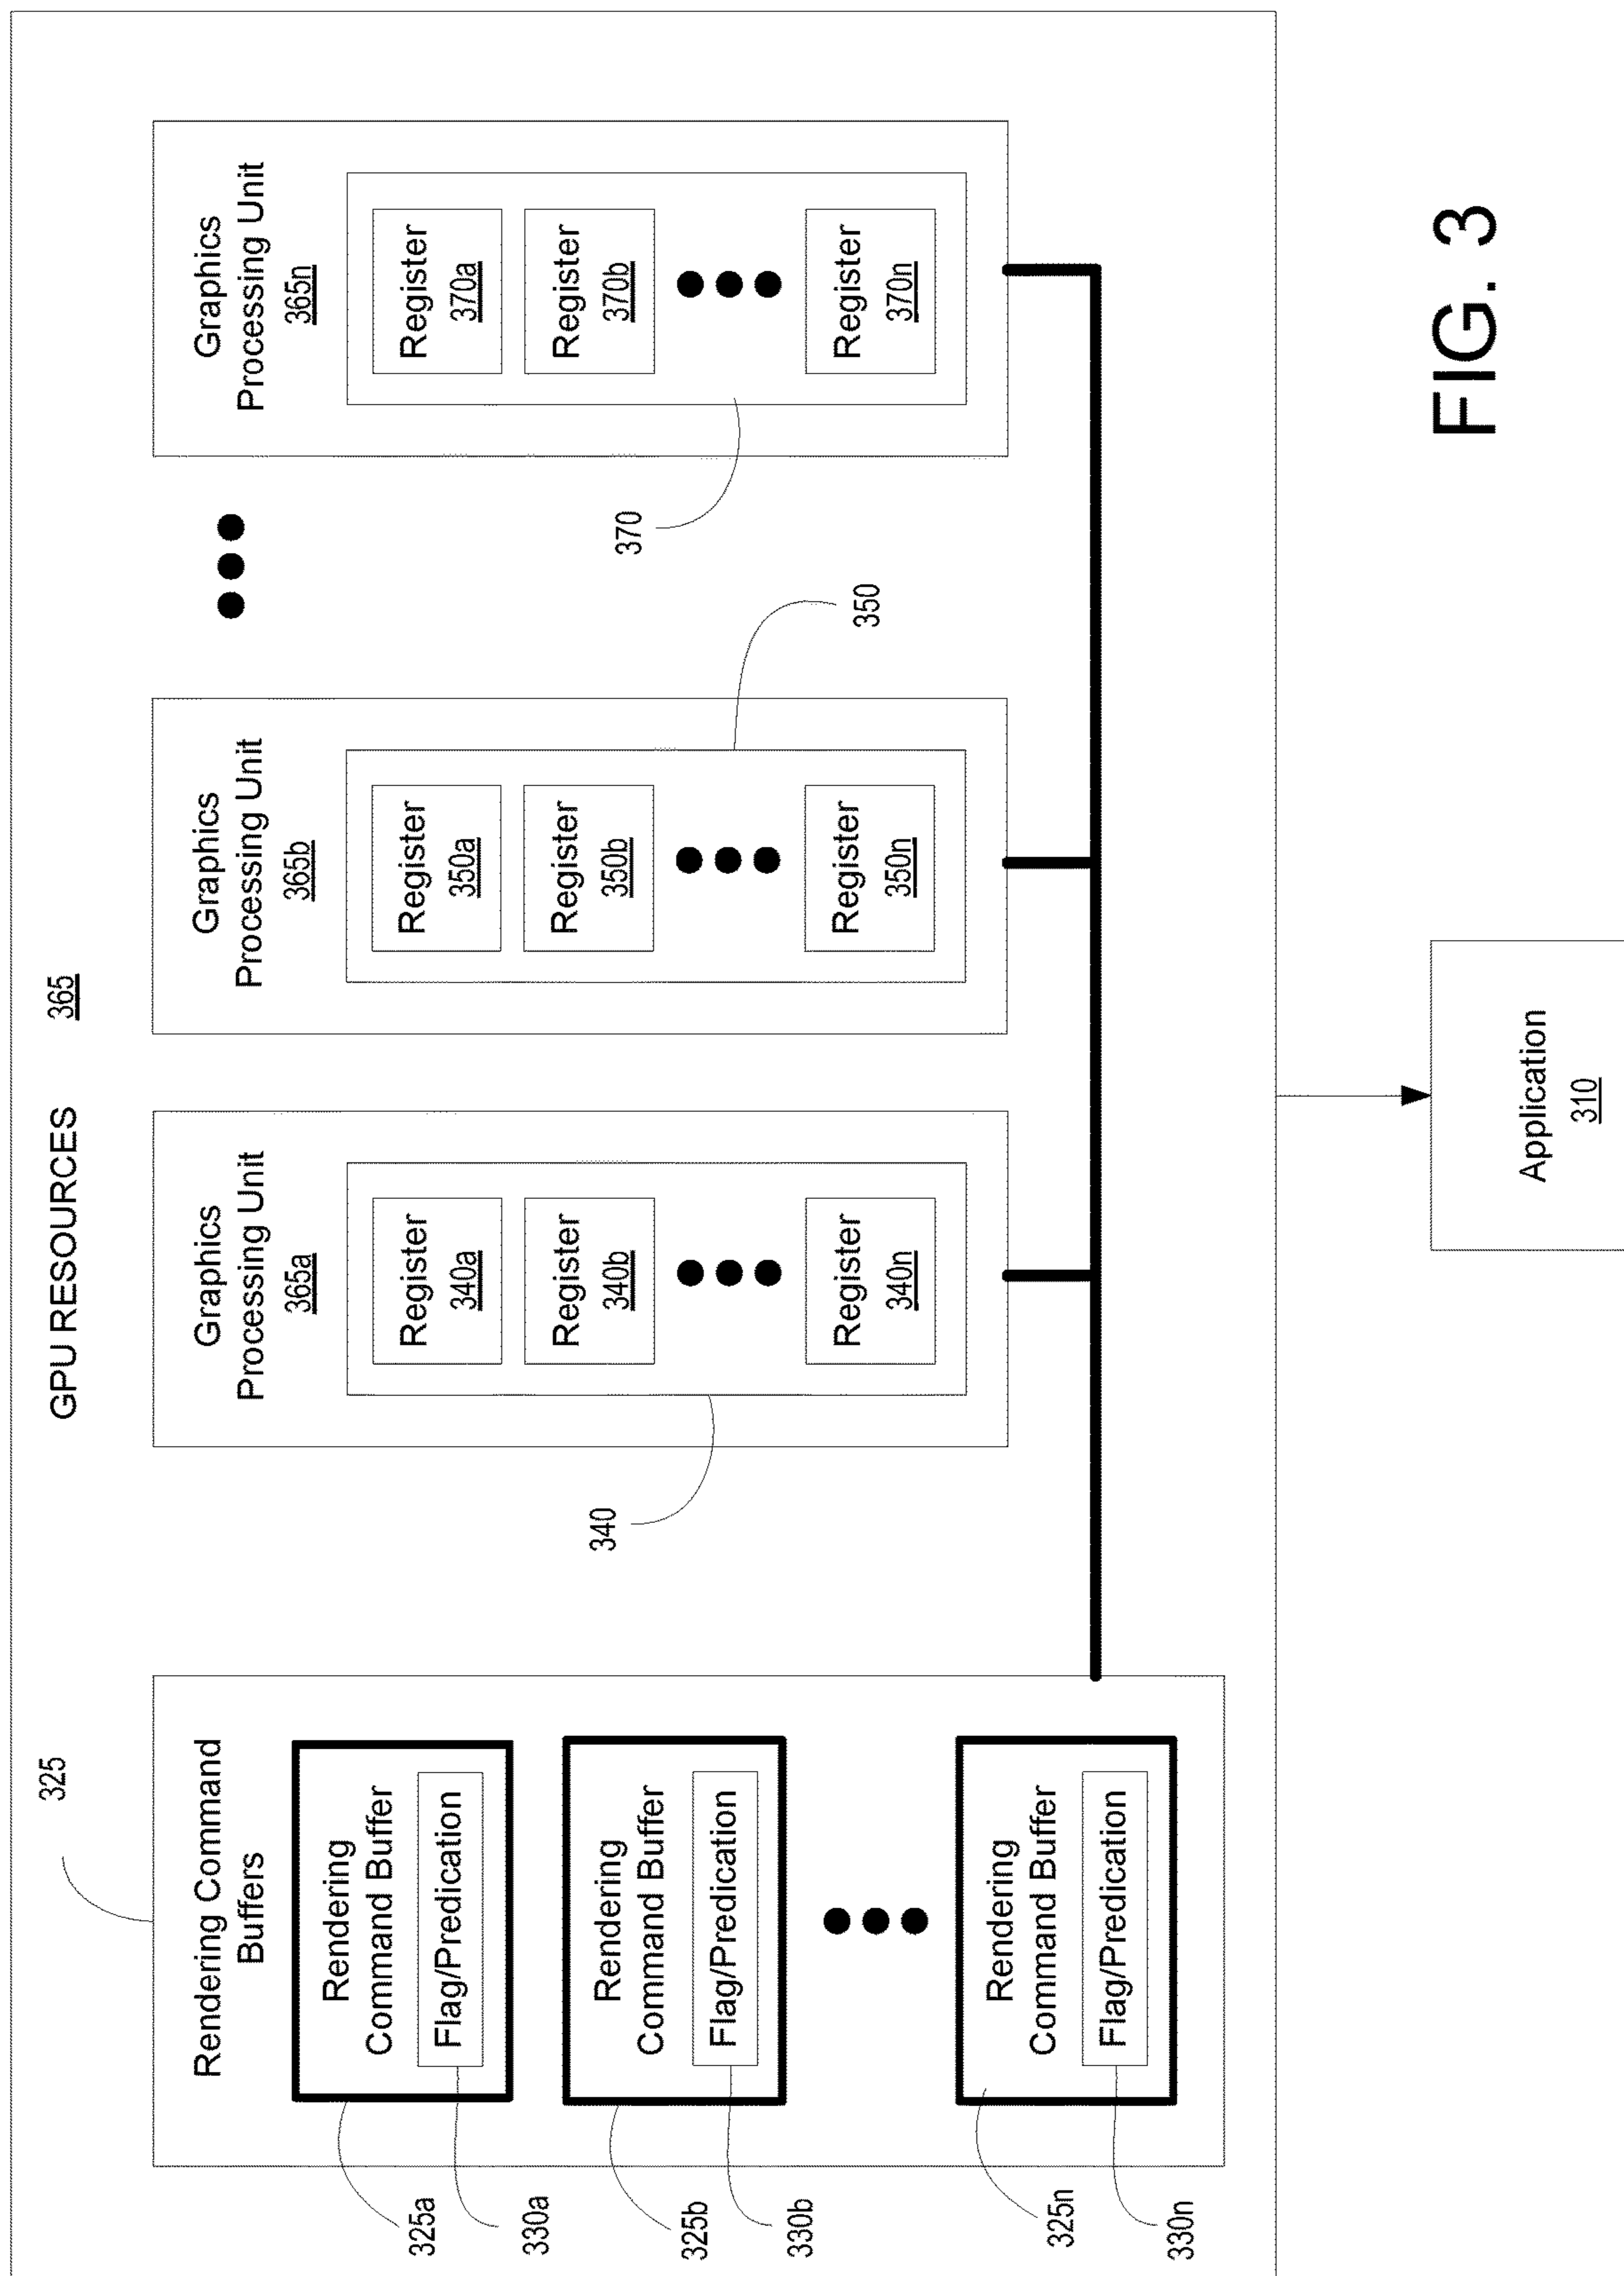 GPU RESOURCES 365
325
Rendering Command
Buffers
Rendering
Command Buffer
Flag/Predication
325a
330a
Rendering
Command Buffer
Flag/Predication
325b
330b
Rendering
Command Buffer
Flag/Predication
325n
330n
Graphics
Processing Unit
365a
Register
340a
Register
340b
Register
340n
340
Graphics
Processing Unit
365b
Register
350a
Register
350b
Register
350n
350
Graphics
Processing Unit
365n
Register
370a
Register
370b
Register
370n
370
Application
310
FIG. 3